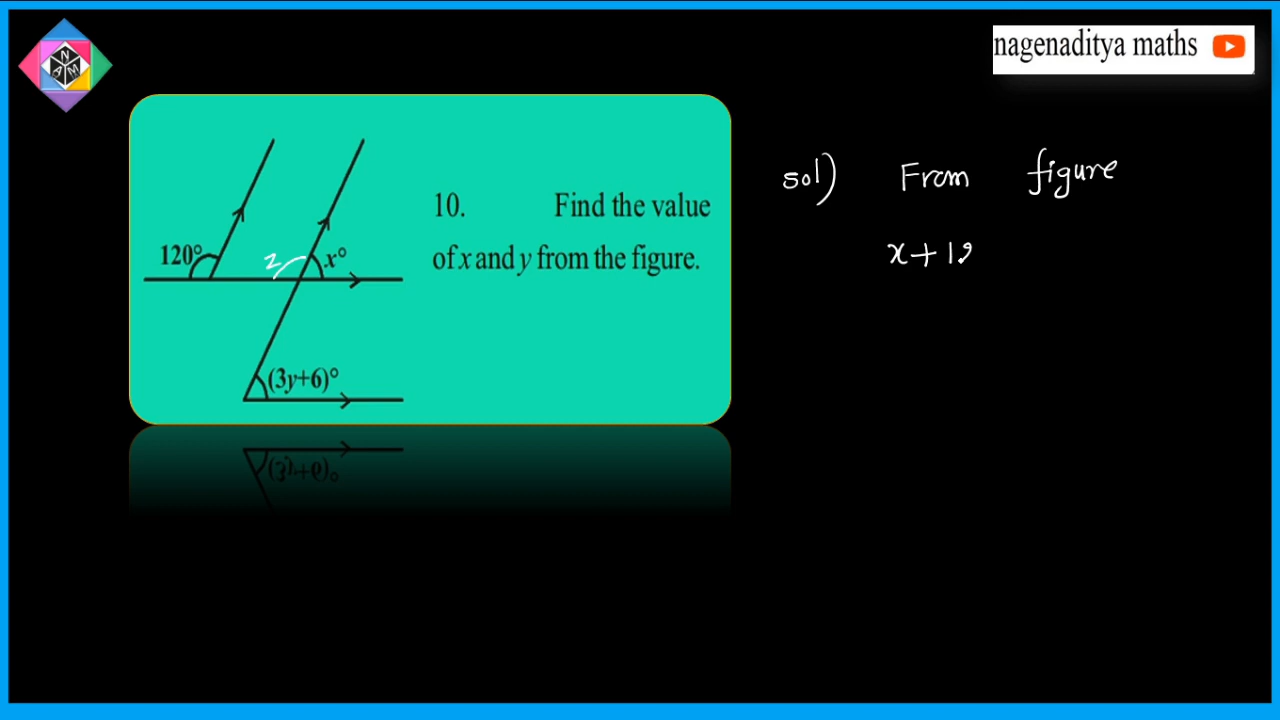 nagenaditya maths
N
A M
sol) From figure
x + 12
120°
z
x°
(3y+6)°
10. Find the value
of x and y from the figure.